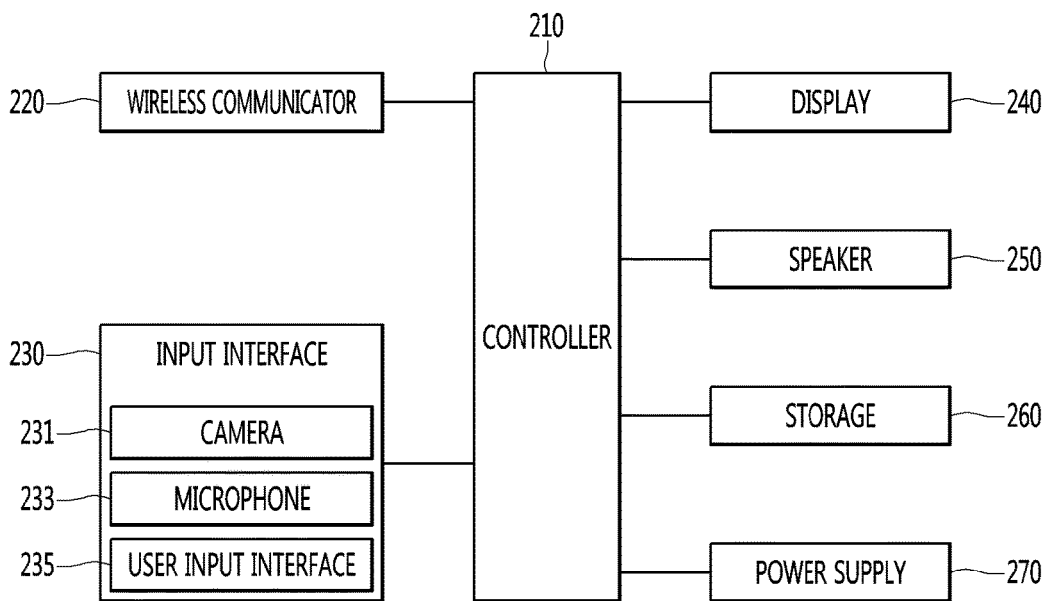 210
220
WIRELESS COMMUNICATOR
DISPLAY
240
SPEAKER
250
CONTROLLER
230
INPUT INTERFACE
231
CAMERA
233
MICROPHONE
235
USER INPUT INTERFACE
STORAGE
260
POWER SUPPLY
270